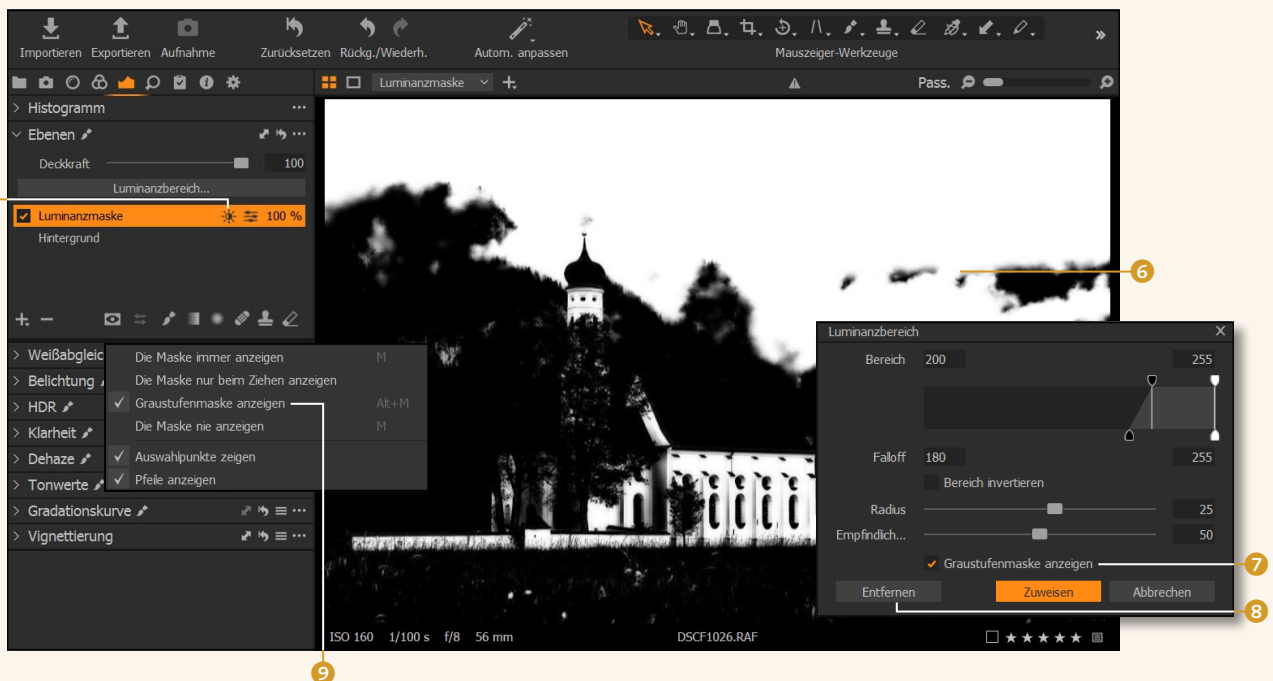 Importieren Exportieren Aufnahme Zurücksetzen Rückg./Wiederh. Autom. anpassen Mauszeiger-Werkzeuge
Luminanzmaske Pass.
Histogramm
Ebenen
Deckkraft 100
Luminanzbereich...
Luminanzmaske 100 %
Hintergrund
Weißabgleic
Belichtung
HDR
Klarheit
Dehaze
Tonwerte
Gradationskurve
Vignettierung
Die Maske immer anzeigen M
Die Maske nur beim Ziehen anzeigen
Graustufenmaske anzeigen Alt+M
Die Maske nie anzeigen M
Auswahlpunkte zeigen
Pfeile anzeigen
6
Luminanzbereich X
Bereich 200 255
Falloff 180 255
Bereich invertieren
Radius 25
Empfindlich... 50
Graustufenmaske anzeigen 7
Entfernen Zuweisen Abbrechen
8
ISO 160 1/100 s f/8 56 mm DSCF1026.RAF
9